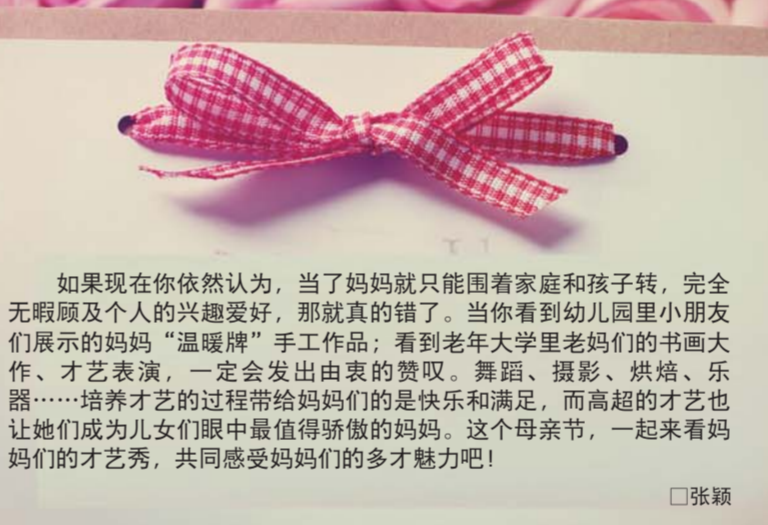 如果现在你依然认为，当了妈妈就只能围着家庭和孩子转，完全
无暇顾及个人的兴趣爱好，那就真的错了。当你看到幼儿园里小朋友
们展示的妈妈“温暖牌”手工作品；看到老年大学里老妈们的书画大
作、才艺表演，一定会发出由衷的赞叹。舞蹈、摄影、烘焙、乐
器……培养才艺的过程带给妈妈们的是快乐和满足，而高超的才艺也
让她们成为儿女们眼中最值得骄傲的妈妈。这个母亲节，一起来看妈
妈们的才艺秀，共同感受妈妈们的多才魅力吧！
□张颖